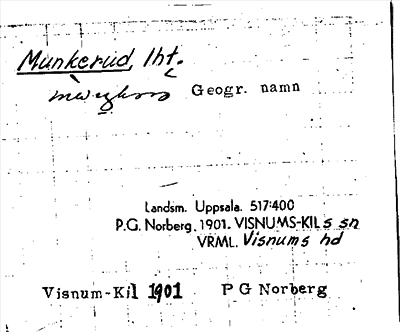 Munkerud, lht.
Geogr. namn
Landsm. Uppsala. 517:400
P.G. Norberg. 1901. VISNUMS-KILs sn
VRML. Visnums hd
Visnum-Kil 1901 P G Norberg